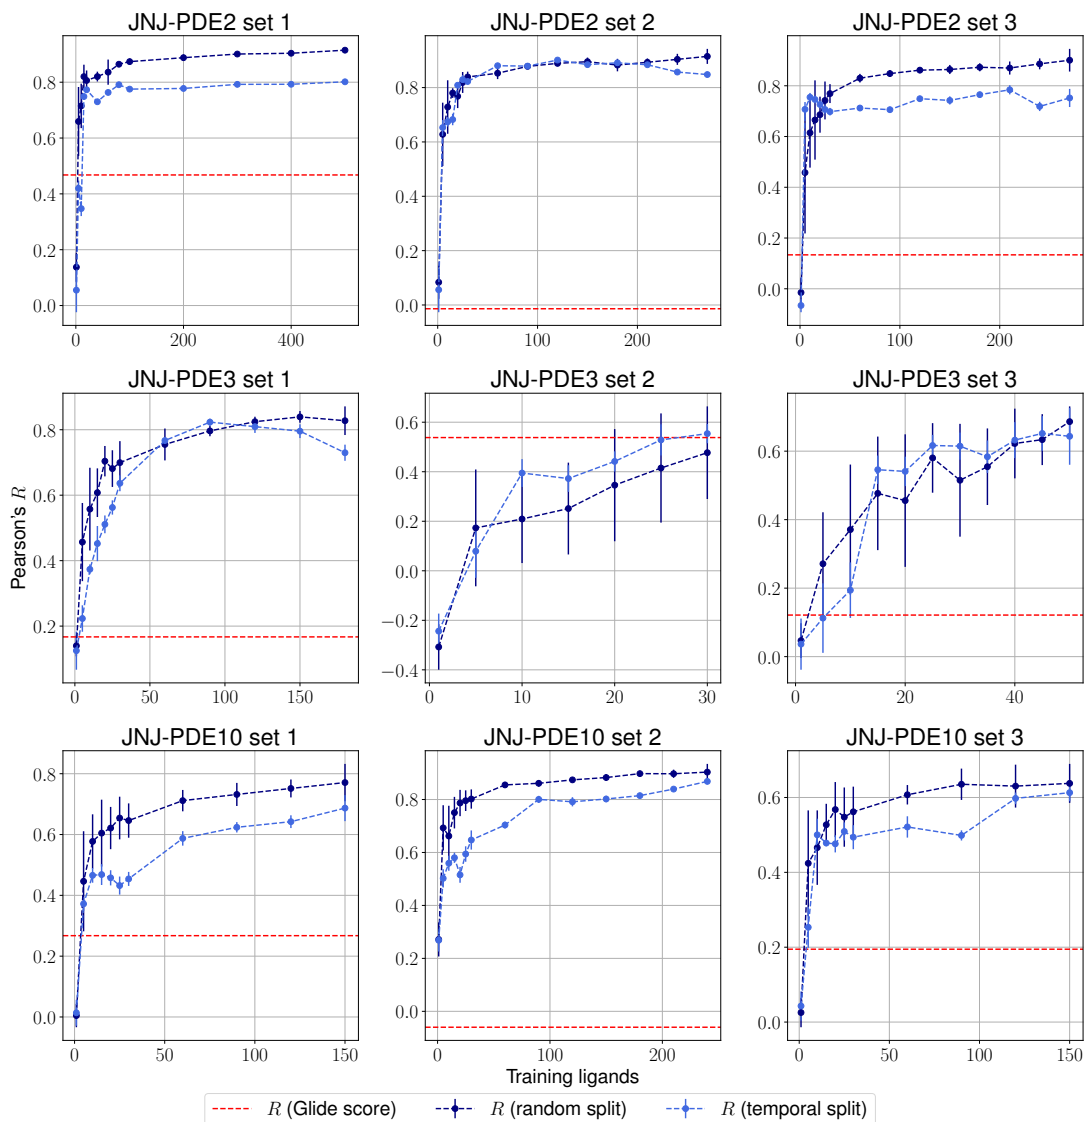 JNJ-PDE2 set 1
JNJ-PDE2 set 2
JNJ-PDE2 set 3
0.8
0.6
0.4
0.2
0.0
0 200 400
0.8
0.6
0.4
0.2
0.0
0 100 200
0.8
0.6
0.4
0.2
0.0
0 100 200
JNJ-PDE3 set 1
JNJ-PDE3 set 2
JNJ-PDE3 set 3
Pearson's R
0.8
0.6
0.4
0.2
0 50 100 150
0.6
0.4
0.2
0.0
−0.2
−0.4
0 10 20 30
0.6
0.4
0.2
0.0
0 20 40
JNJ-PDE10 set 1
JNJ-PDE10 set 2
JNJ-PDE10 set 3
0.8
0.6
0.4
0.2
0.0
0 50 100 150
0.8
0.6
0.4
0.2
0.0
0 100 200
0.6
0.4
0.2
0.0
0 50 100 150
Training ligands
R (Glide score) R (random split) R (temporal split)